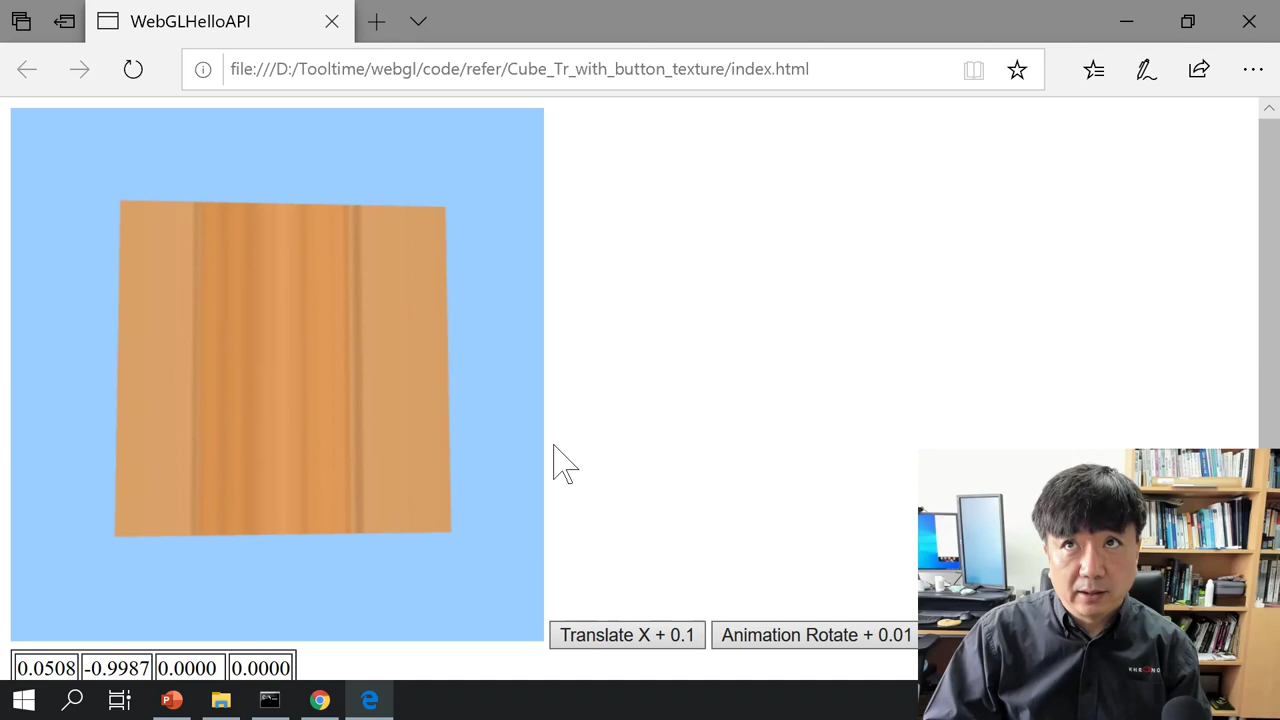 WebGLHelloAPI
file:///D:/Tooltime/webgl/code/refer/Cube_Tr_with_button_texture/index.html
Translate X + 0.1
Animation Rotate + 0.01
0.0508 -0.9987 0.0000 0.0000
KHRONOS